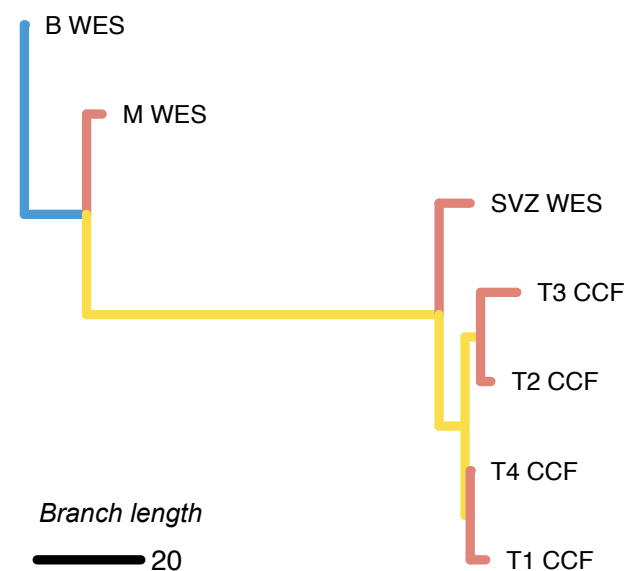 B WES
M WES
SVZ WES
T3 CCF
T2 CCF
T4 CCF
Branch length
20
T1 CCF